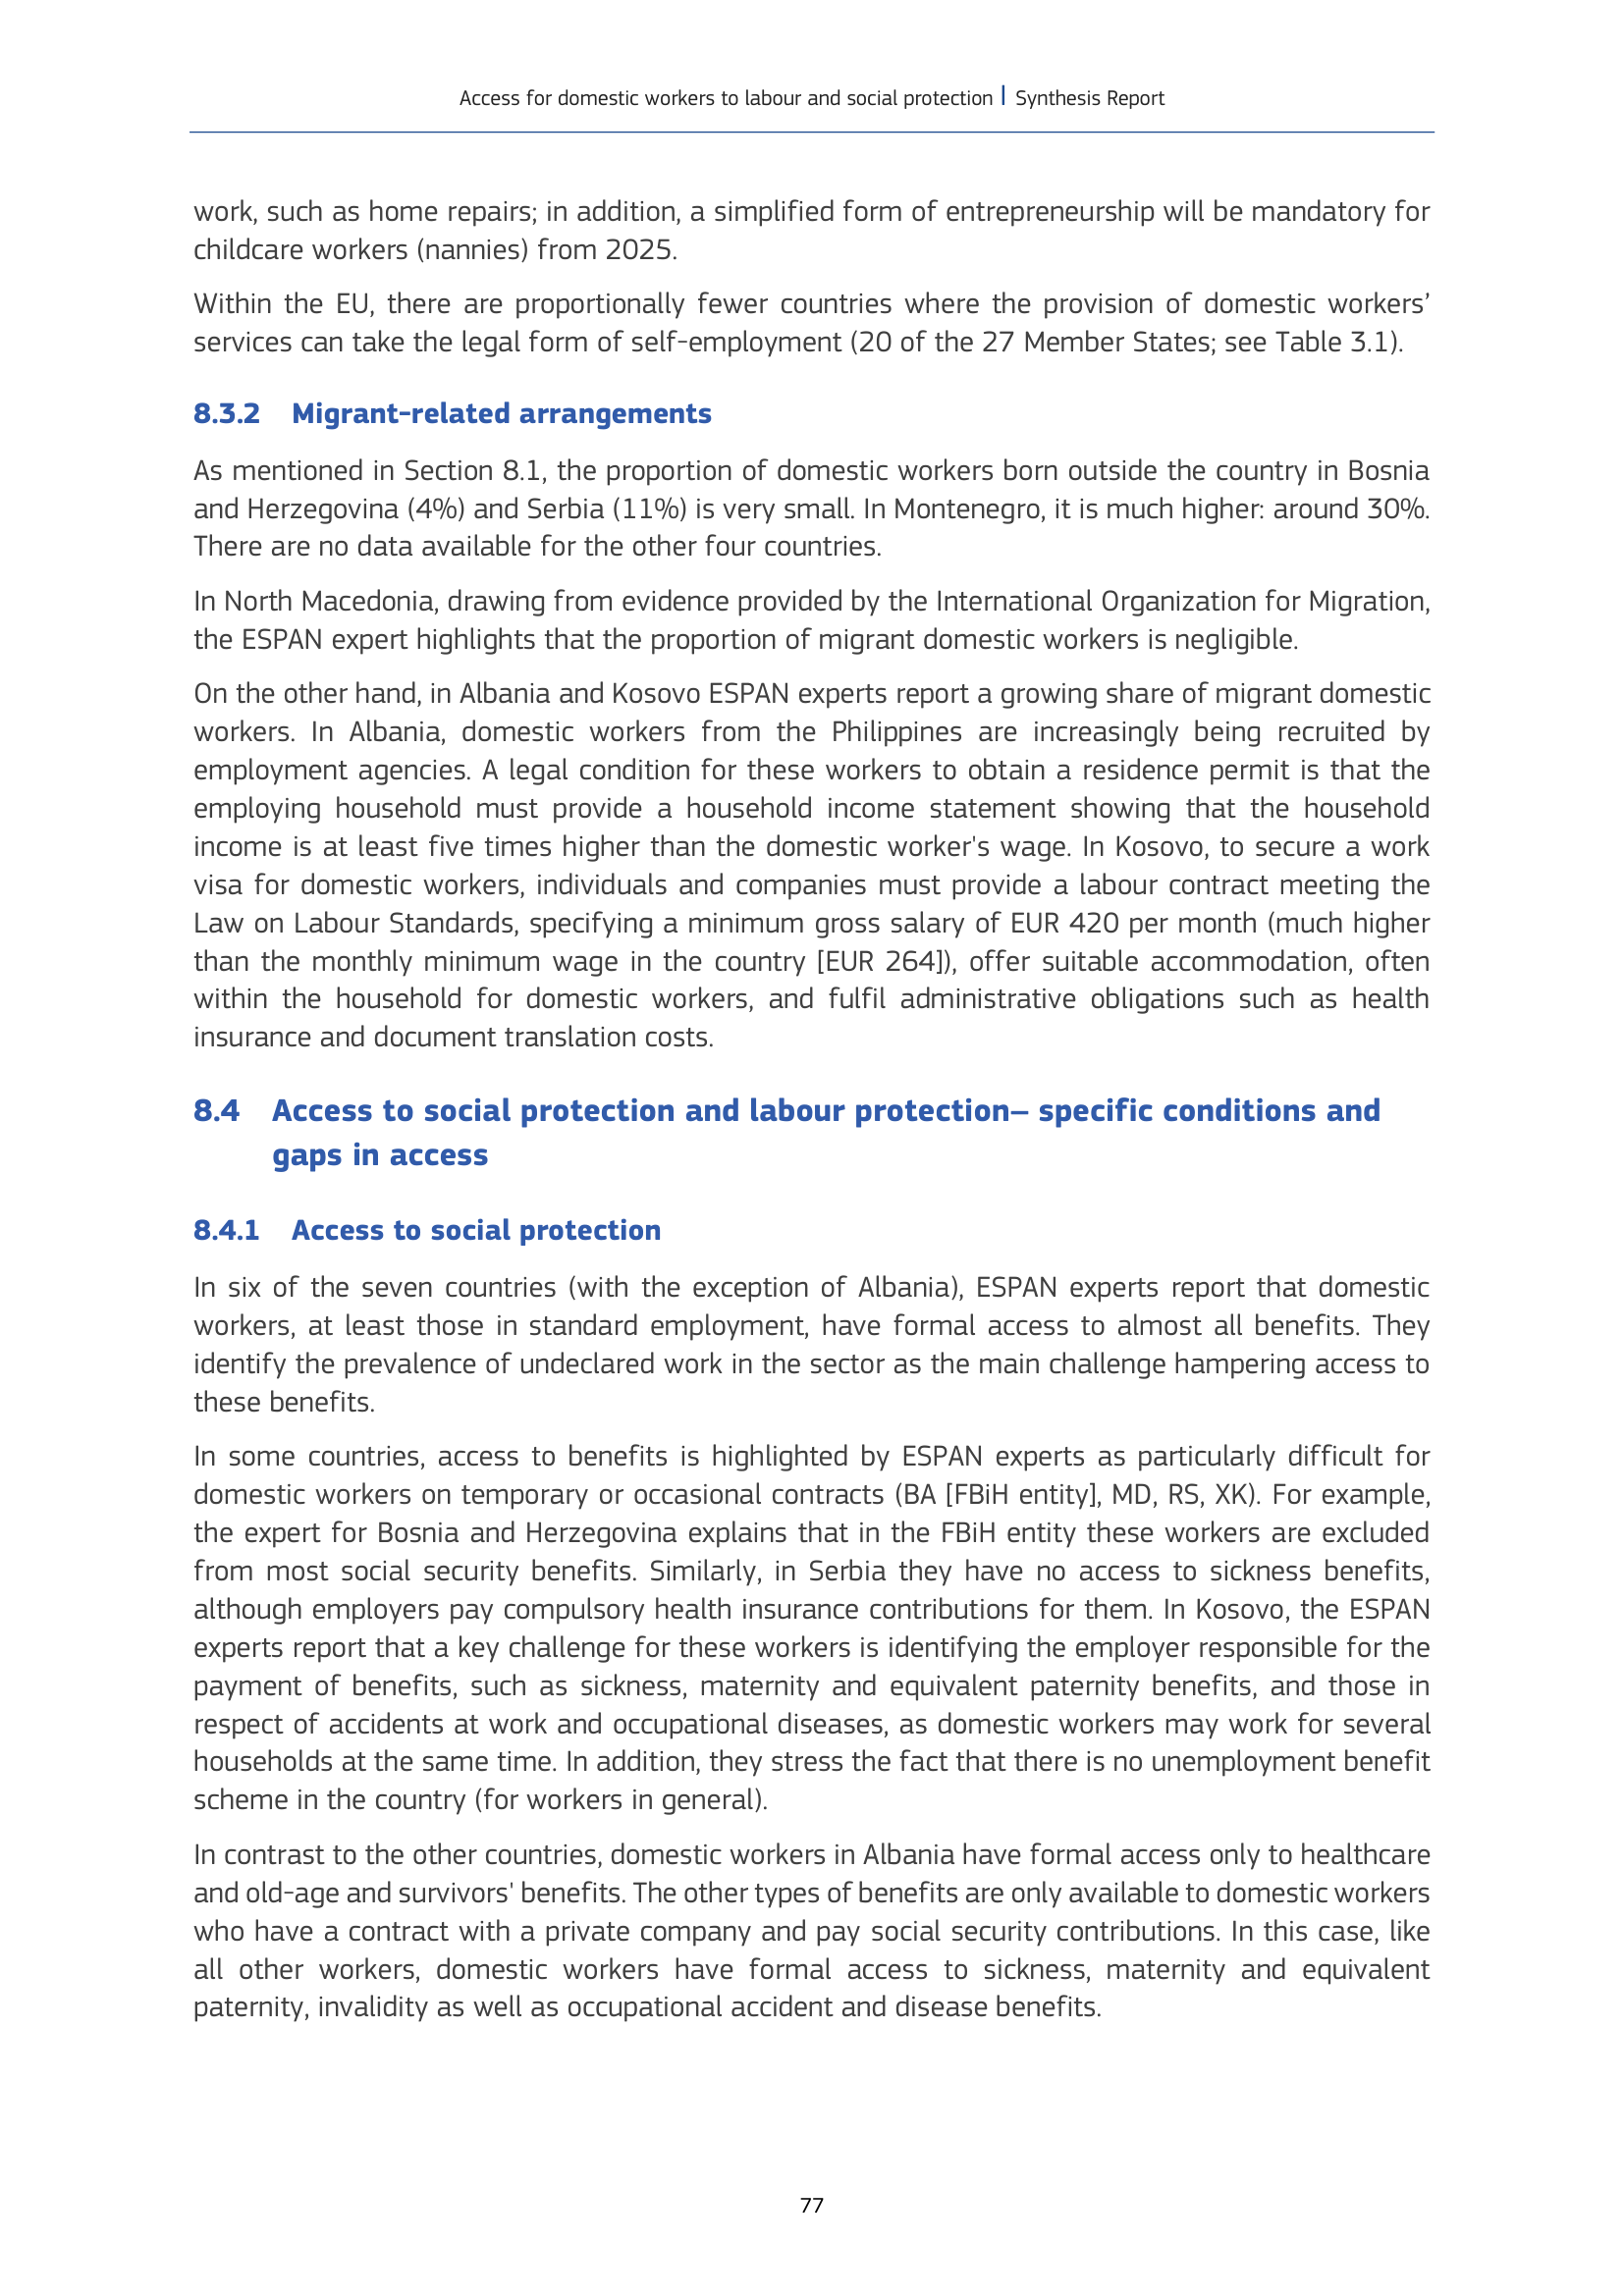 Access for domestic workers to labour and social protection | Synthesis Report
work, such as home repairs; in addition, a simplified form of entrepreneurship will be mandatory for
childcare workers (nannies) from 2025.
Within the EU, there are proportionally fewer countries where the provision of domestic workers’
services can take the legal form of self-employment (20 of the 27 Member States; see Table 3.1).
8.3.2 Migrant-related arrangements
As mentioned in Section 8.1, the proportion of domestic workers born outside the country in Bosnia
and Herzegovina (4%) and Serbia (11%) is very small. In Montenegro, it is much higher: around 30%.
There are no data available for the other four countries.
In North Macedonia, drawing from evidence provided by the International Organization for Migration,
the ESPAN expert highlights that the proportion of migrant domestic workers is negligible.
On the other hand, in Albania and Kosovo ESPAN experts report a growing share of migrant domestic
workers. In Albania, domestic workers from the Philippines are increasingly being recruited by
employment agencies. A legal condition for these workers to obtain a residence permit is that the
employing household must provide a household income statement showing that the household
income is at least five times higher than the domestic worker's wage. In Kosovo, to secure a work
visa for domestic workers, individuals and companies must provide a labour contract meeting the
Law on Labour Standards, specifying a minimum gross salary of EUR 420 per month (much higher
than the monthly minimum wage in the country [EUR 264]), offer suitable accommodation, often
within the household for domestic workers, and fulfil administrative obligations such as health
insurance and document translation costs.
8.4 Access to social protection and labour protection– specific conditions and
gaps in access
8.4.1 Access to social protection
In six of the seven countries (with the exception of Albania), ESPAN experts report that domestic
workers, at least those in standard employment, have formal access to almost all benefits. They
identify the prevalence of undeclared work in the sector as the main challenge hampering access to
these benefits.
In some countries, access to benefits is highlighted by ESPAN experts as particularly difficult for
domestic workers on temporary or occasional contracts (BA [FBiH entity], MD, RS, XK). For example,
the expert for Bosnia and Herzegovina explains that in the FBiH entity these workers are excluded
from most social security benefits. Similarly, in Serbia they have no access to sickness benefits,
although employers pay compulsory health insurance contributions for them. In Kosovo, the ESPAN
experts report that a key challenge for these workers is identifying the employer responsible for the
payment of benefits, such as sickness, maternity and equivalent paternity benefits, and those in
respect of accidents at work and occupational diseases, as domestic workers may work for several
households at the same time. In addition, they stress the fact that there is no unemployment benefit
scheme in the country (for workers in general).
In contrast to the other countries, domestic workers in Albania have formal access only to healthcare
and old-age and survivors' benefits. The other types of benefits are only available to domestic workers
who have a contract with a private company and pay social security contributions. In this case, like
all other workers, domestic workers have formal access to sickness, maternity and equivalent
paternity, invalidity as well as occupational accident and disease benefits.
77